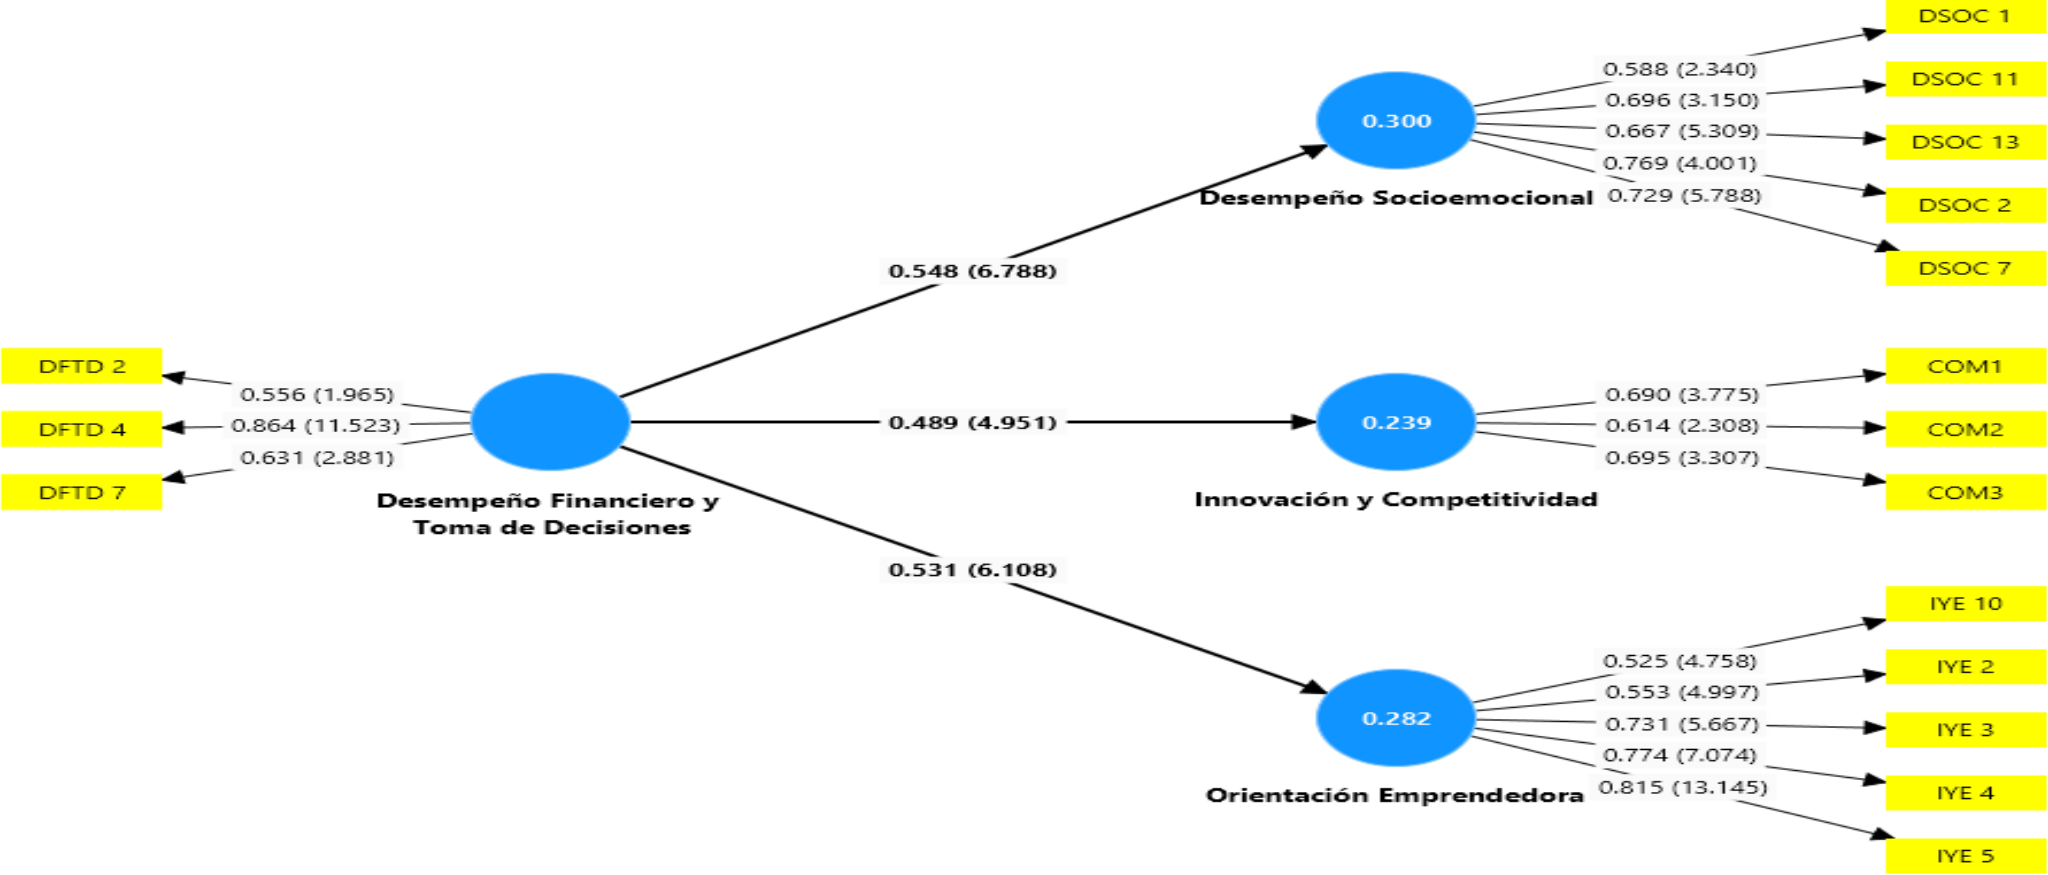 DSOC 1
0.588 (2.340)
DSOC 11
0.696 (3.150)
0.300
0.667 (5.309)
DSOC 13
0.769 (4.001)
Desempeño Socioemocional
0.729 (5.788)
DSOC 2
DSOC 7
0.548 (6.788)
DFTD 2
0.556 (1.965)
DFTD 4
0.864 (11.523)
0.631 (2.881)
DFTD 7
Desempeño Financiero y
Toma de Decisiones
0.489 (4.951)
0.239
Innovación y Competitividad
COM1
0.690 (3.775)
0.614 (2.308)
COM2
0.695 (3.307)
COM3
0.531 (6.108)
IYE 10
0.525 (4.758)
IYE 2
0.553 (4.997)
0.282
0.731 (5.667)
IYE 3
0.774 (7.074)
Orientación Emprendedora
0.815 (13.145)
IYE 4
IYE 5